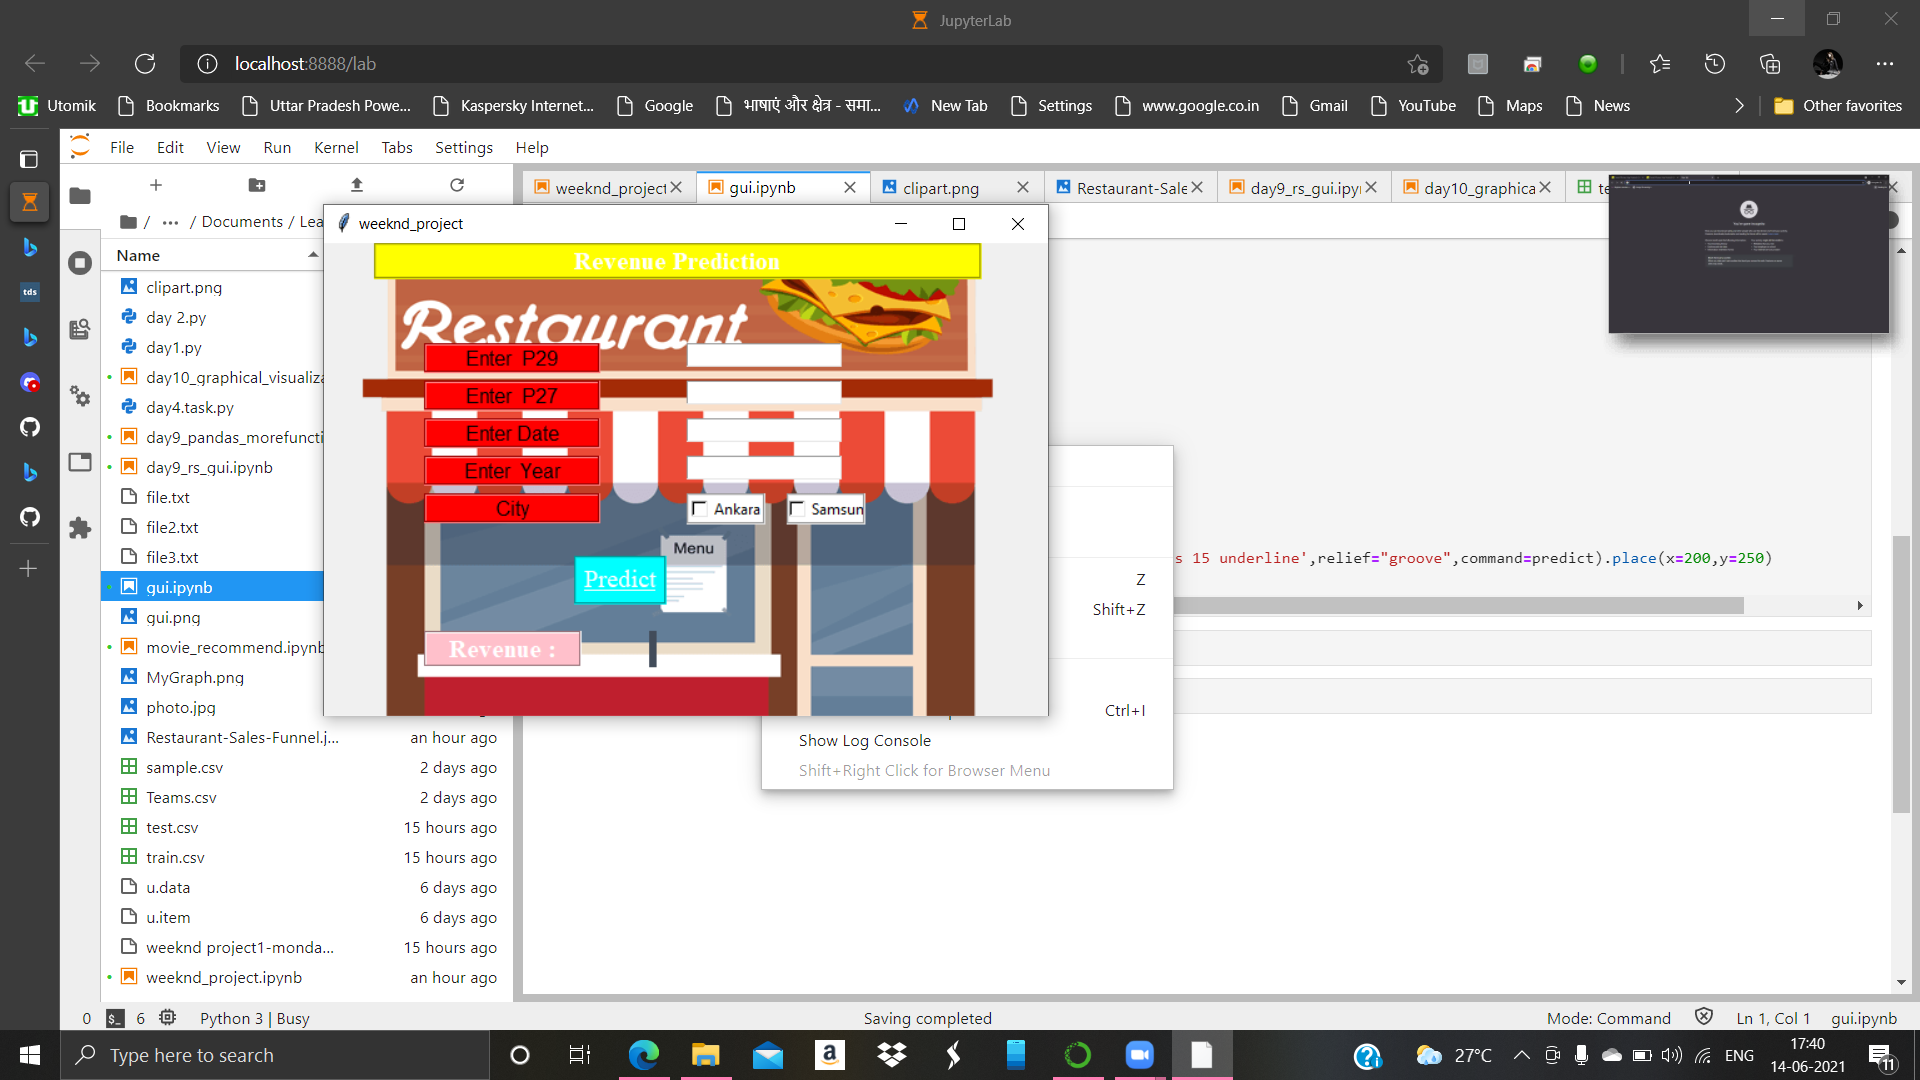 JupyterLab
localhost:8888/lab
Utomik Bookmarks Uttar Pradesh Powe... Kaspersky Internet... Google भाषाएं और क्षेत्र - समा... New Tab Settings www.google.co.in Gmail YouTube Maps News Other favorites
File Edit View Run Kernel Tabs Settings Help
weeknd_project gui.ipynb clipart.png Restaurant-Sale day9_rs_gui.ipy day10_graphica te
/ ... / Documents / Lea
Name
clipart.png
day 2.py
day1.py
day10_graphical_visualiza
day4.task.py
day9_pandas_morefuncti
day9_rs_gui.ipynb
file.txt
file2.txt
file3.txt
gui.ipynb
gui.png
movie_recommend.ipynb
MyGraph.png
photo.jpg
Restaurant-Sales-Funnel.j... an hour ago
sample.csv 2 days ago
Teams.csv 2 days ago
test.csv 15 hours ago
train.csv 15 hours ago
u.data 6 days ago
u.item 6 days ago
weeknd project1-monda... 15 hours ago
weeknd_project.ipynb an hour ago
tds
weeknd_project
Revenue Prediction
Restaurant
Enter P29
Enter P27
Enter Date
Enter Year
City Ankara Samsun
Menu
Predict
Revenue :
s 15 underline',relief="groove",command=predict).place(x=200,y=250)
Z
Shift+Z
Ctrl+I
Show Log Console
Shift+Right Click for Browser Menu
0 6 Python 3 | Busy Saving completed Mode: Command Ln 1, Col 1 gui.ipynb
Type here to search 27°C ENG 17:40
14-06-2021 11